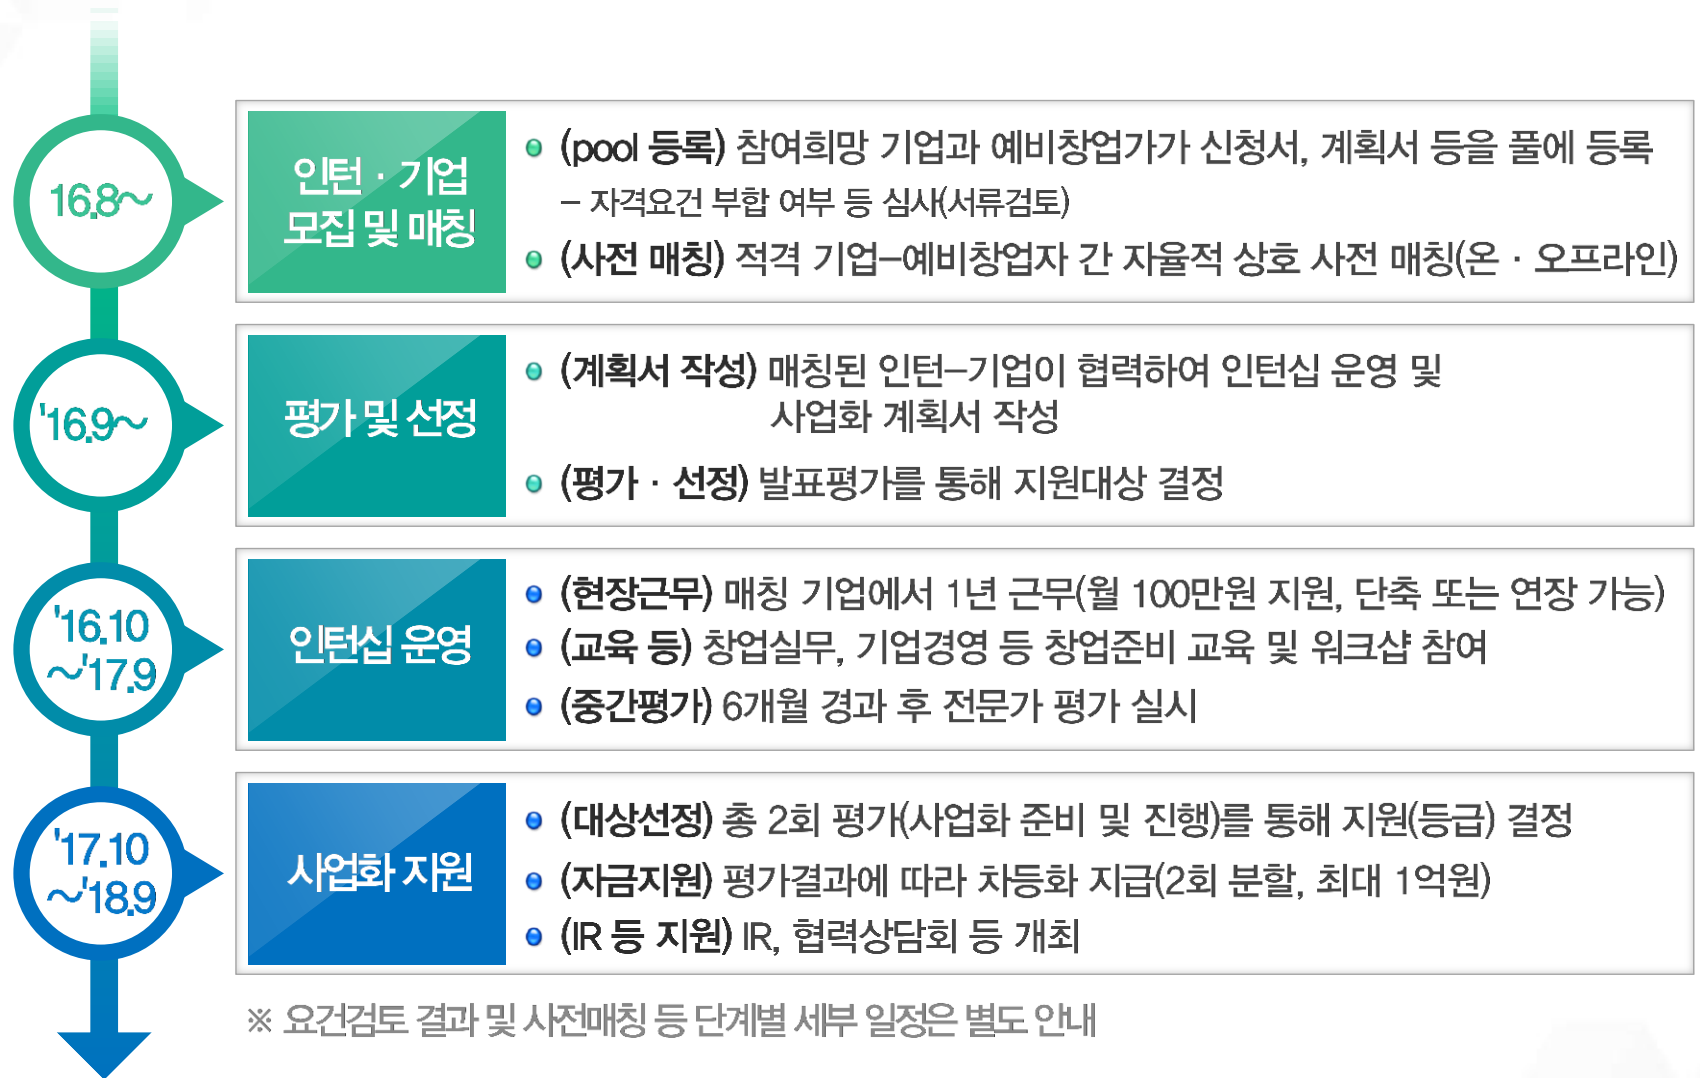 16.8~
인턴 · 기업
모집 및 매칭
(pool 등록) 참여희망 기업과 예비창업가가 신청서, 계획서 등을 풀에 등록
- 자격요건 부합 여부 등 심사(서류검토)
(사전 매칭) 적격 기업-예비창업자 간 자율적 상호 사전 매칭(온 · 오프라인)
'16.9~
평가 및 선정
(계획서 작성) 매칭된 인턴-기업이 협력하여 인턴십 운영 및
사업화 계획서 작성
(평가 · 선정) 발표평가를 통해 지원대상 결정
'16.10
~'17.9
인턴십 운영
(현장근무) 매칭 기업에서 1년 근무(월 100만원 지원, 단축 또는 연장 가능)
(교육 등) 창업실무, 기업경영 등 창업준비 교육 및 워크샵 참여
(중간평가) 6개월 경과 후 전문가 평가 실시
'17.10
~'18.9
사업화 지원
(대상선정) 총 2회 평가(사업화 준비 및 진행)를 통해 지원(등급) 결정
(자금지원) 평가결과에 따라 차등화 지급(2회 분할, 최대 1억원)
(IR 등 지원) IR, 협력상담회 등 개최
※ 요건검토 결과 및 사전매칭 등 단계별 세부 일정은 별도 안내